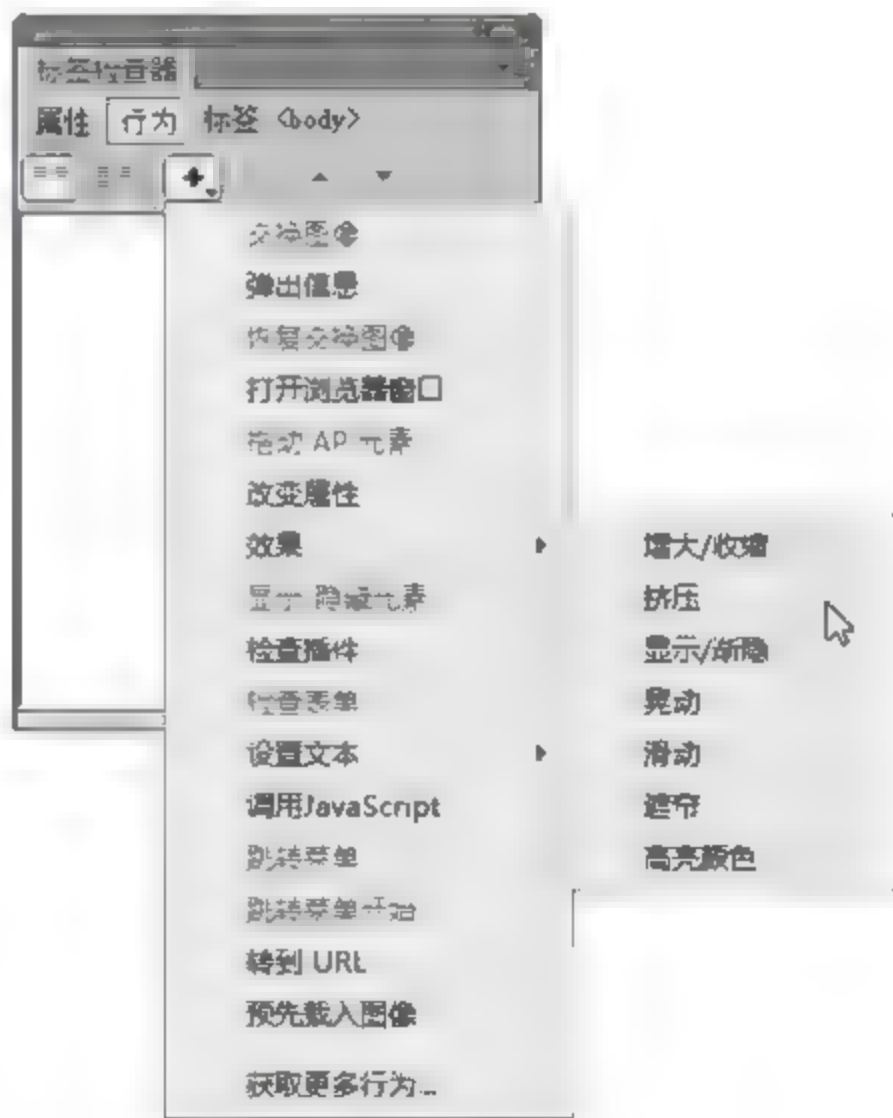 标签检查器
属性 行为 标签 <body>
交换图像
弹出信息
恢复交换图像
打开浏览器窗口
拖动 AP 元素
改变属性
效果
显示-隐藏元素
检查插件
检查表单
设置文本
调用JavaScript
跳转菜单
跳转菜单开始
转到 URL
预先载入图像
获取更多行为...
增大/收缩
挤压
显示/渐隐
晃动
滑动
遮帘
高亮颜色